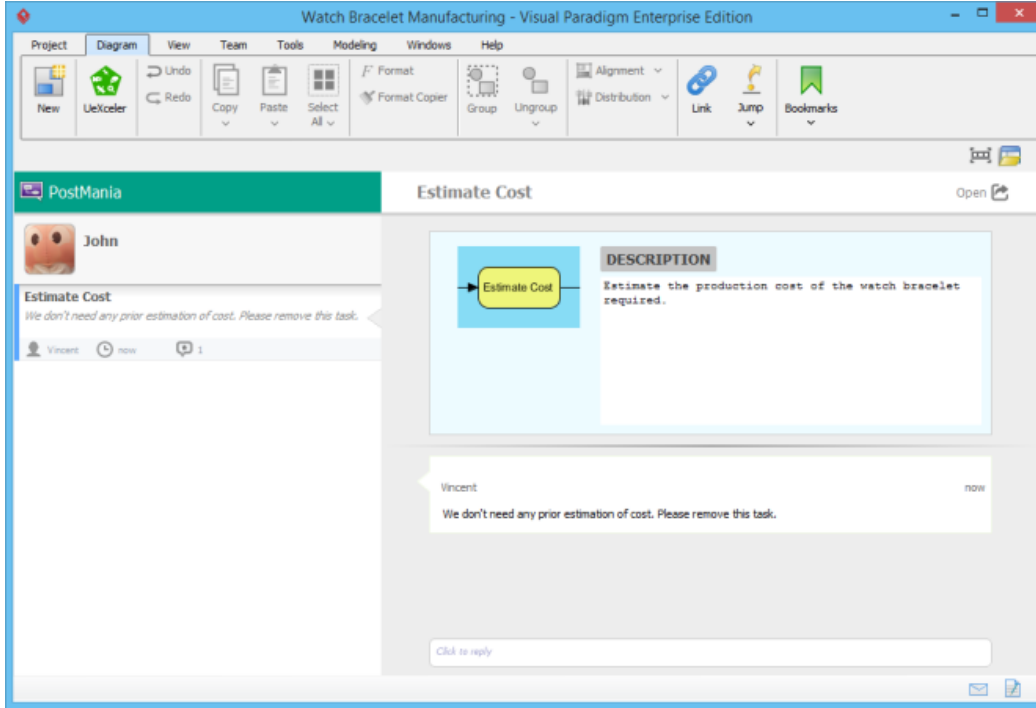 Watch Bracelet Manufacturing - Visual Paradigm Enterprise Edition
Project Diagram View Team Tools Modeling Windows Help
New
UeXceler
Undo
Redo
Copy
Paste
Select
All
Format
Format Copier
Group
Ungroup
Alignment
Distribution
Link
Jump
Bookmarks
PostMania
Estimate Cost
Open
John
Estimate Cost
We don't need any prior estimation of cost. Please remove this task.
Vincent now 1
Estimate Cost
DESCRIPTION
Estimate the production cost of the watch bracelet
required.
Vincent now
We don't need any prior estimation of cost. Please remove this task.
Click to reply